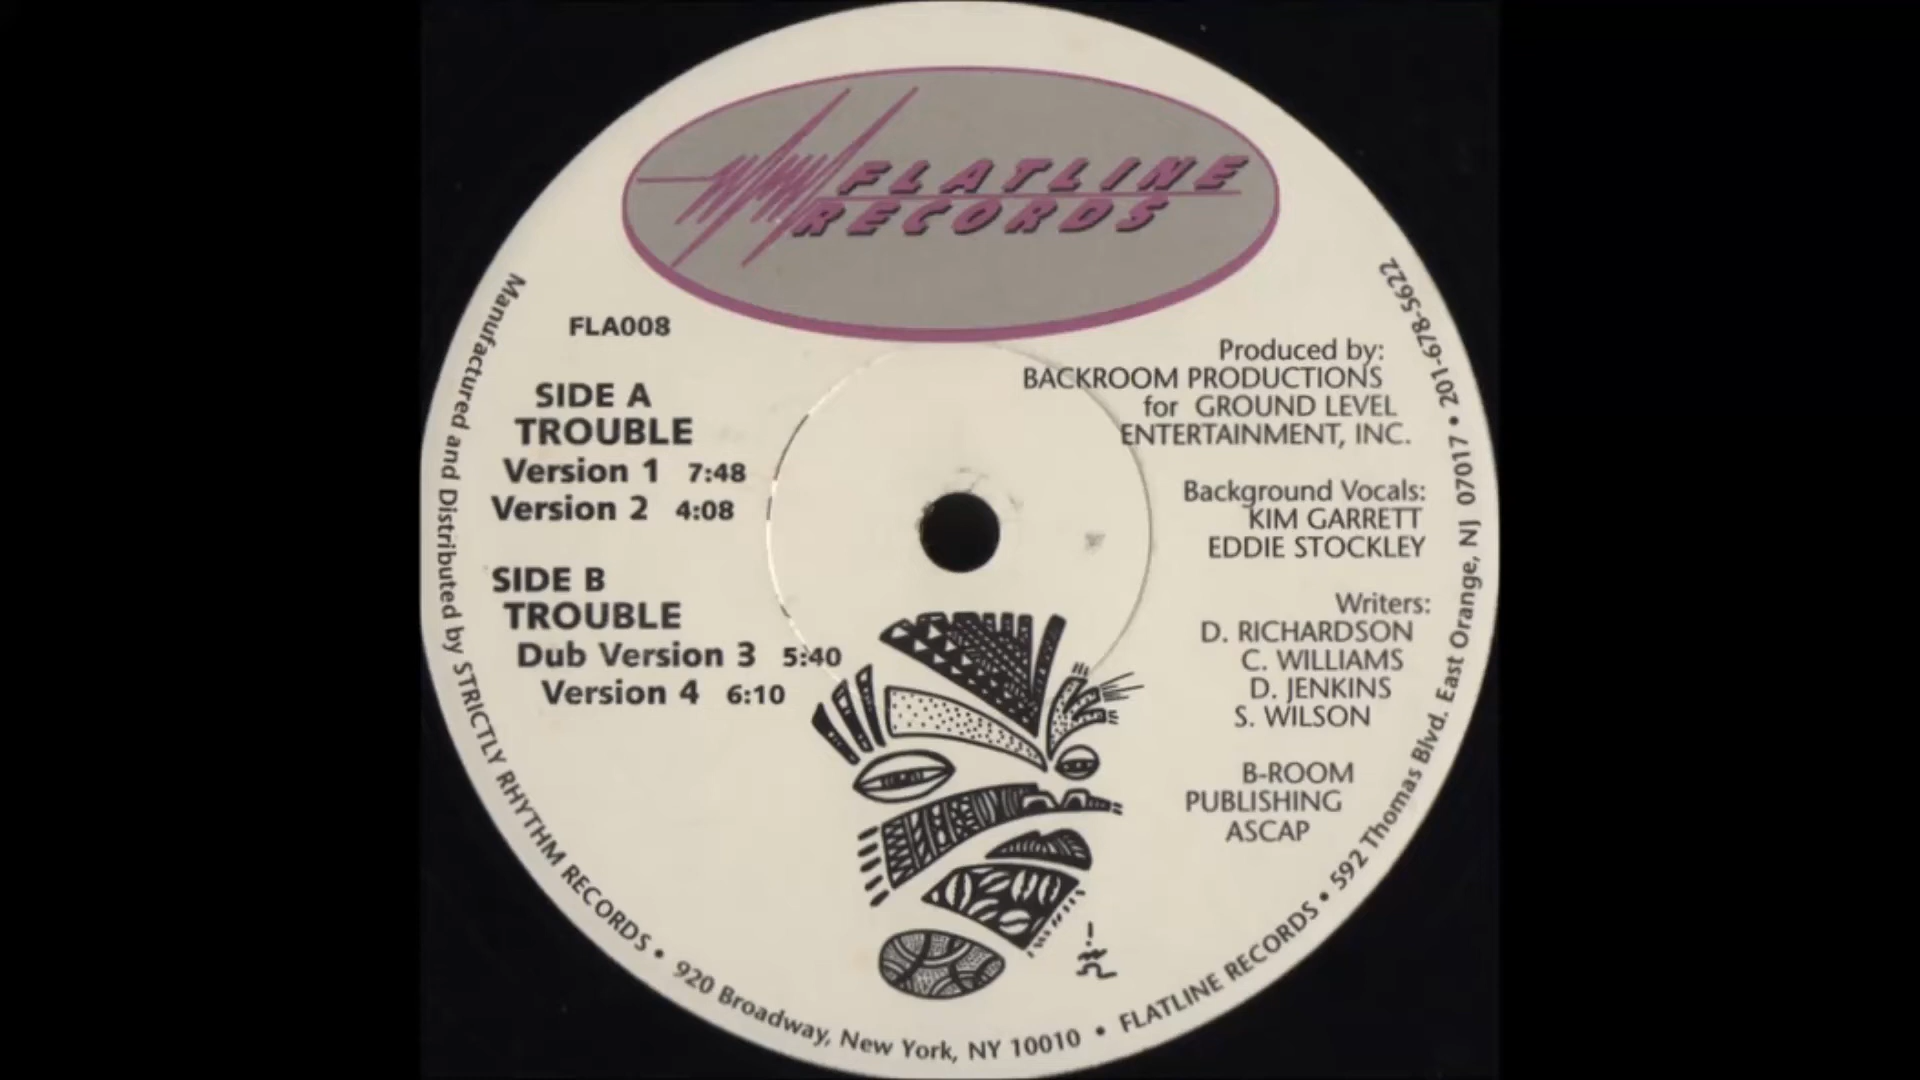 FLATLINE
RECORDS
FLA008
SIDE A
TROUBLE
Version 1 7:48
Version 2 4:08
SIDE B
TROUBLE
Dub Version 3 5:40
Version 4 6:10
Produced by:
BACKROOM PRODUCTIONS
for GROUND LEVEL
ENTERTAINMENT, INC.
Background Vocals:
KIM GARRETT
EDDIE STOCKLEY
Writers:
D. RICHARDSON
C. WILLIAMS
D. JENKINS
S. WILSON
B-ROOM
PUBLISHING
ASCAP
Manufactured and Distributed by STRICTLY RHYTHM RECORDS • 920 Broadway, New York, NY 10010 • FLATLINE RECORDS • 592 Thomas Blvd. East Orange, NJ 07017 • 201-678-5622